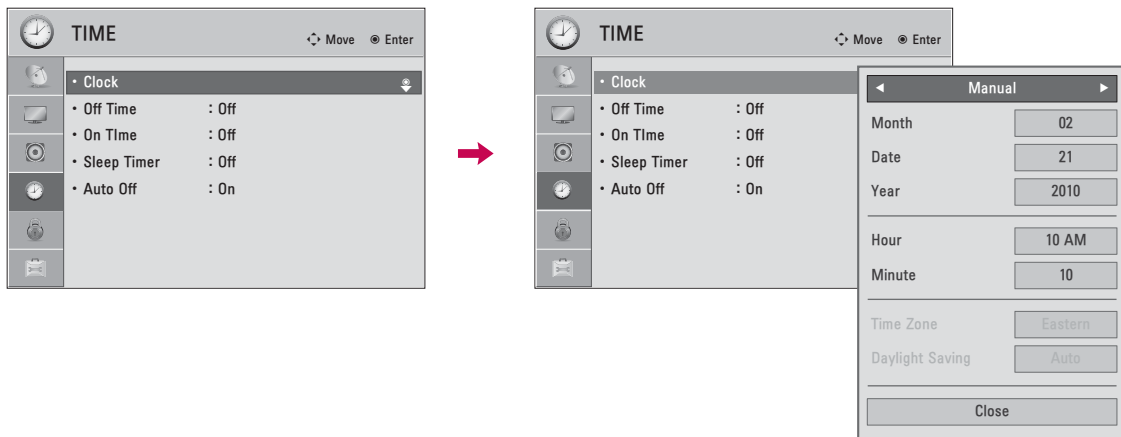 TIME
Move Enter
• Clock
• Off Time : Off
• On TIme : Off
• Sleep Timer : Off
• Auto Off : On
TIME
Move Enter
• Clock
• Off Time : Off
• On TIme : Off
• Sleep Timer : Off
• Auto Off : On
Manual
Month 02
Date 21
Year 2010
Hour 10 AM
Minute 10
Time Zone Eastern
Daylight Saving Auto
Close